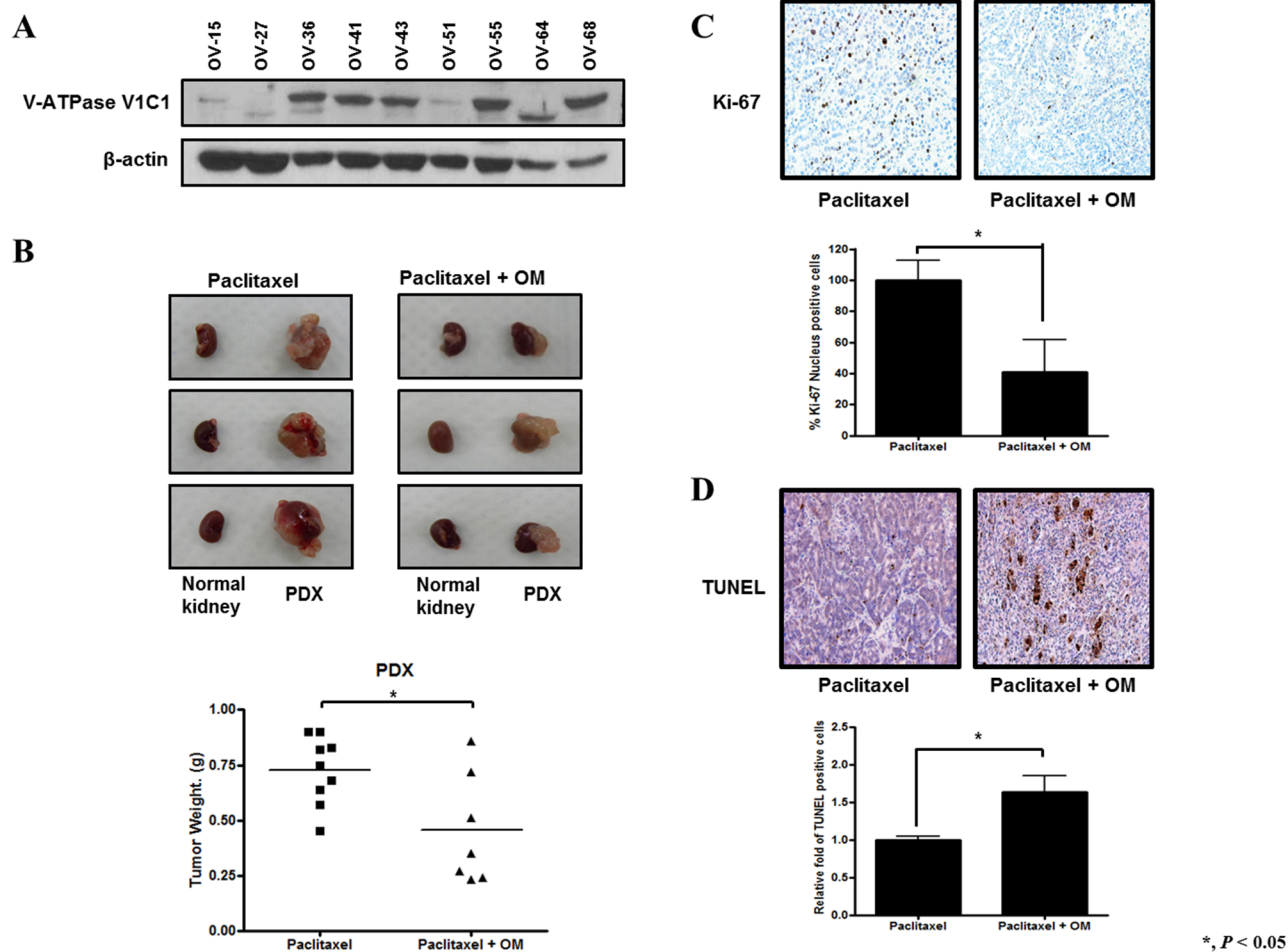 A
OV-15 OV-27 OV-36 OV-41 OV-43 OV-51 OV-55 OV-64 OV-68
V-ATPase V1C1
β-actin
B
Paclitaxel Paclitaxel + OM
Normal kidney PDX Normal kidney PDX
PDX
*
Tumor Weight. (g)
1.00
0.75
0.50
0.25
0.00
Paclitaxel Paclitaxel + OM
C
Ki-67
Paclitaxel Paclitaxel + OM
*
% Ki-67 Nucleus positive cells
120
100
80
60
40
20
0
Paclitaxel Paclitaxel + OM
D
TUNEL
Paclitaxel Paclitaxel + OM
*
Relative fold of TUNEL positive cells
2.5
2.0
1.5
1.0
0.5
0.0
Paclitaxel Paclitaxel + OM
*, P < 0.05